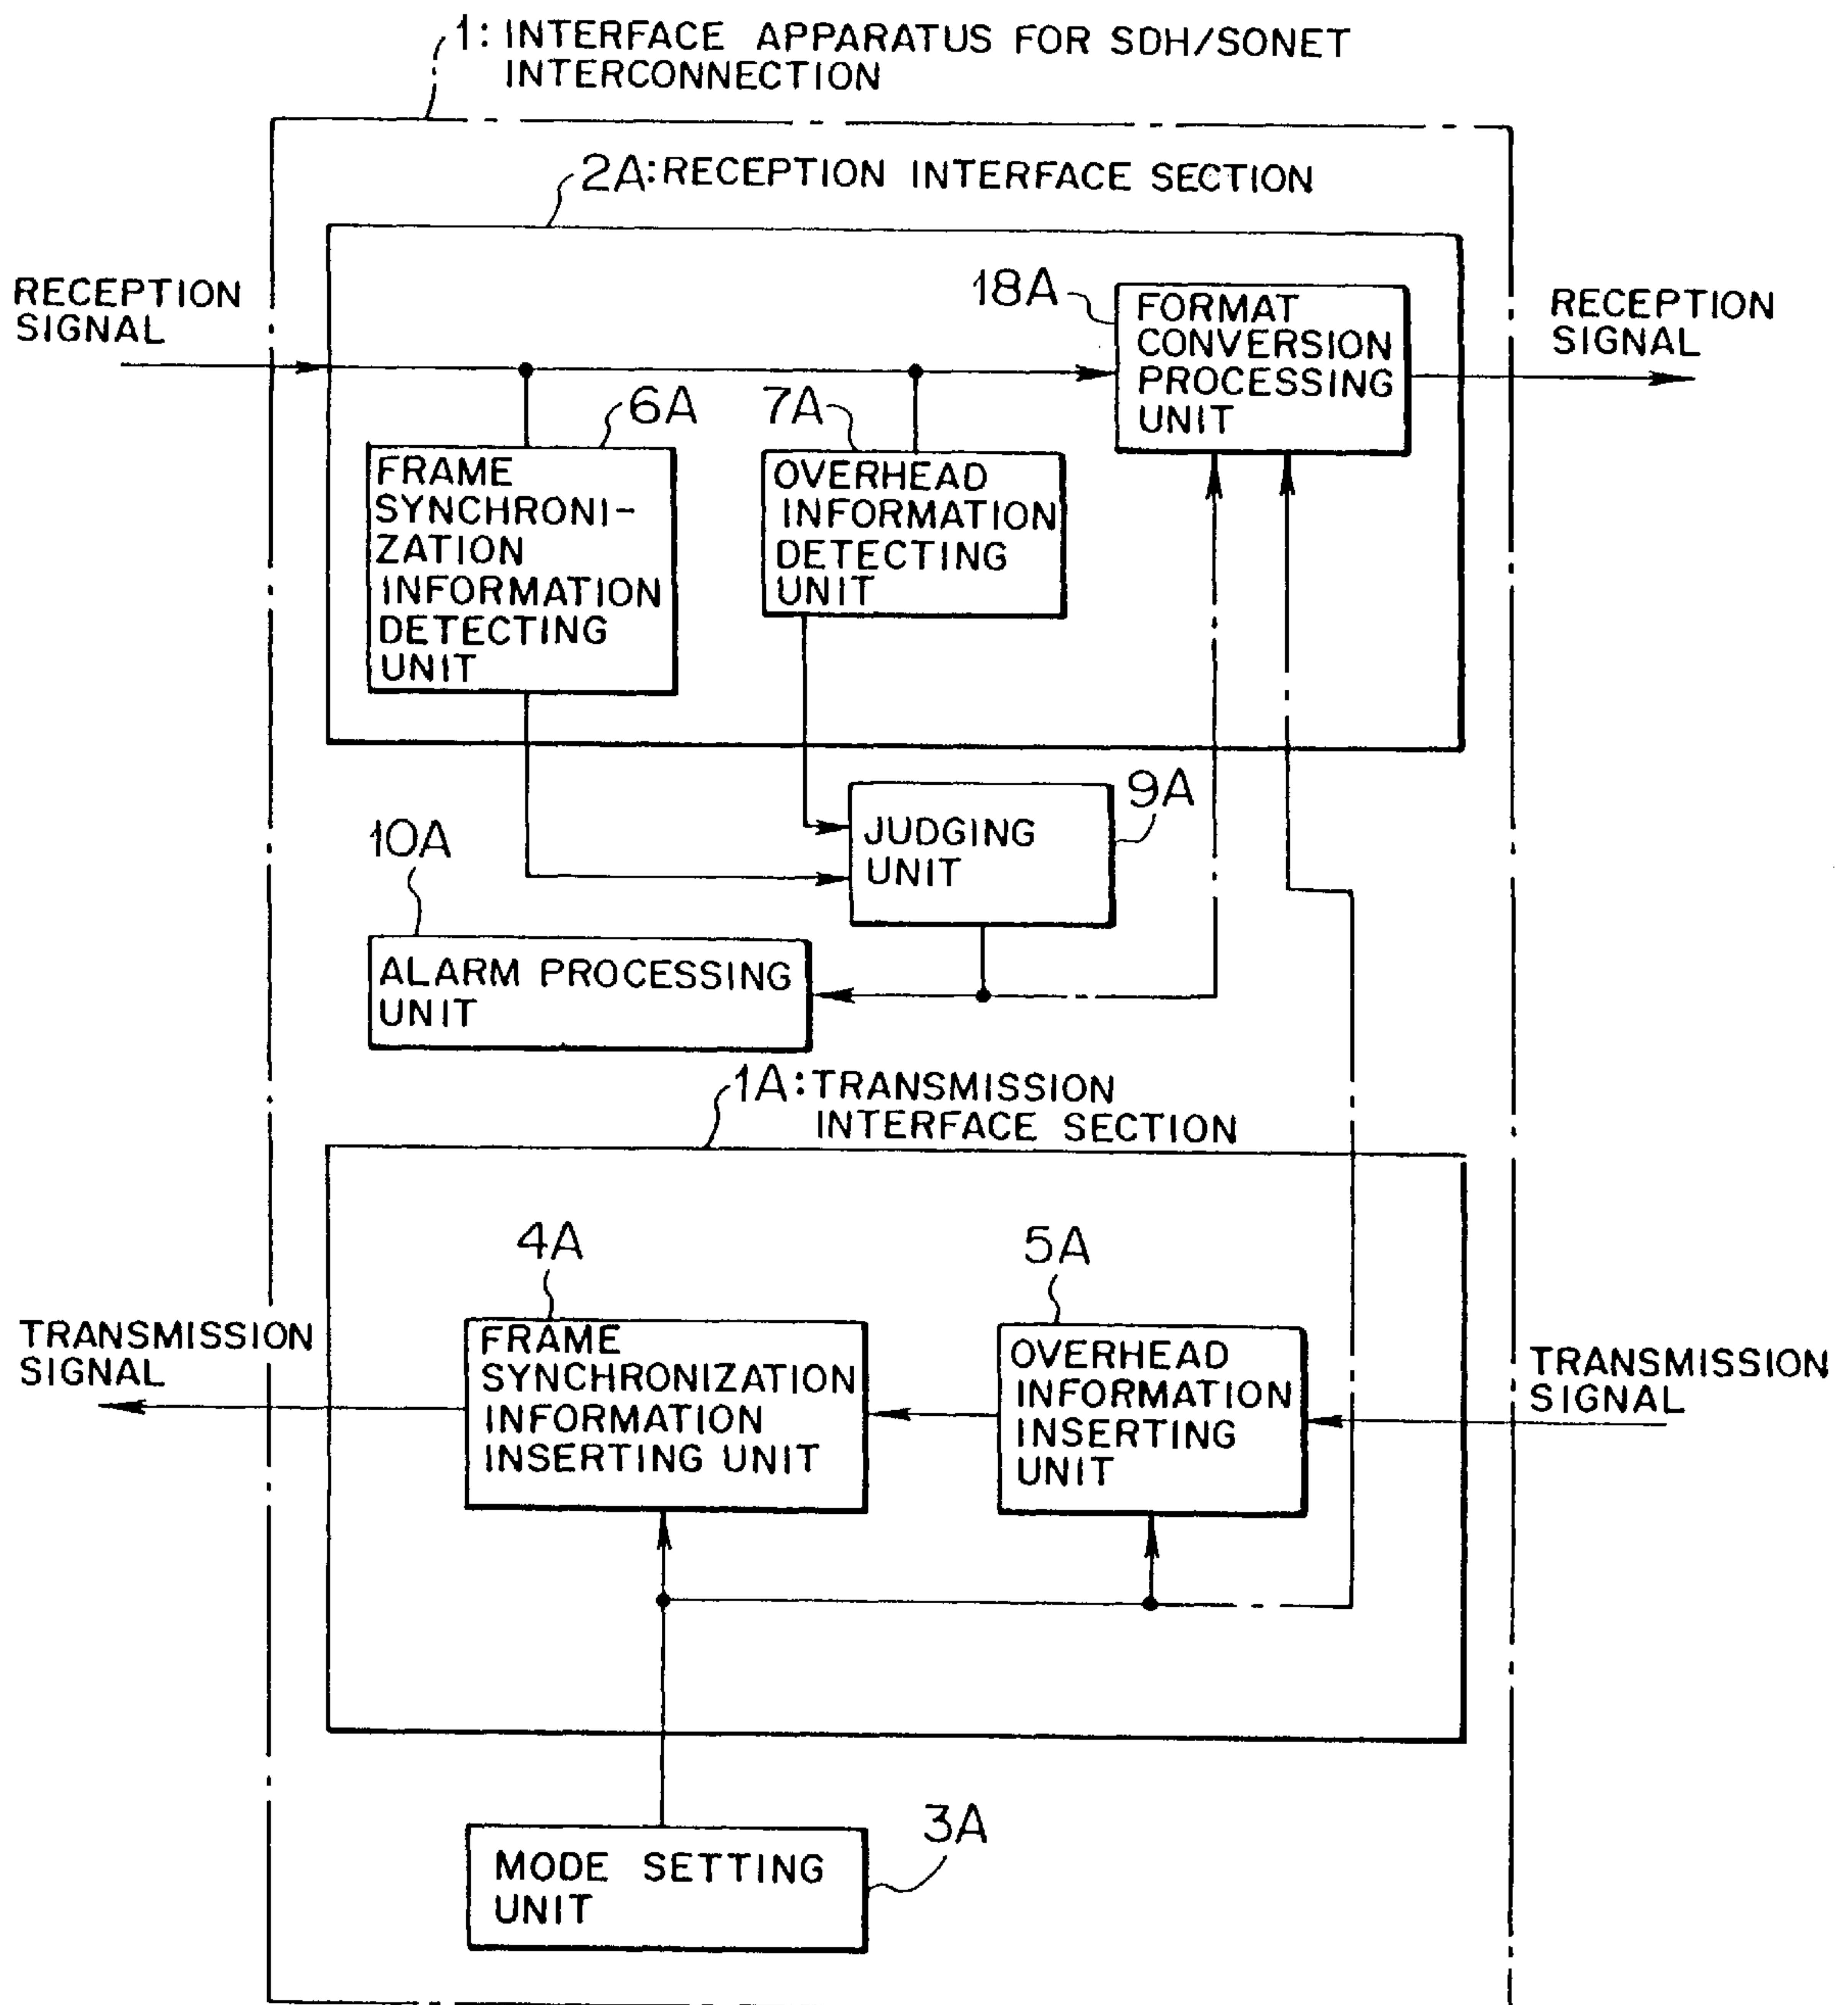 1: INTERFACE APPARATUS FOR SDH/SONET
INTERCONNECTION
2A: RECEPTION INTERFACE SECTION
RECEPTION
SIGNAL
18A
FORMAT
CONVERSION
PROCESSING
UNIT
RECEPTION
SIGNAL
6A
FRAME
SYNCHRONI-
ZATION
INFORMATION
DETECTING
UNIT
7A
OVERHEAD
INFORMATION
DETECTING
UNIT
9A
JUDGING
UNIT
10A
ALARM PROCESSING
UNIT
1A: TRANSMISSION
INTERFACE SECTION
4A
FRAME
SYNCHRONIZATION
INFORMATION
INSERTING UNIT
5A
OVERHEAD
INFORMATION
INSERTING
UNIT
TRANSMISSION
SIGNAL
TRANSMISSION
SIGNAL
3A
MODE SETTING
UNIT